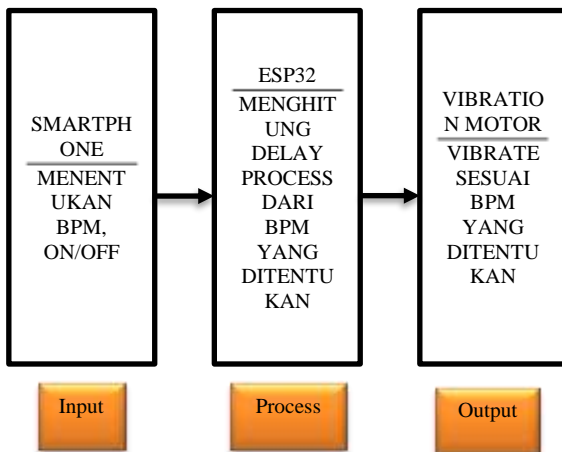 SMARTPH
ONE
MENENT
UKAN
BPM,
ON/OFF
ESP32
MENGHIT
UNG
DELAY
PROCESS
DARI
BPM
YANG
DITENTU
KAN
VIBRATIO
N MOTOR
VIBRATE
SESUAI
BPM
YANG
DITENTU
KAN
Input
Process
Output